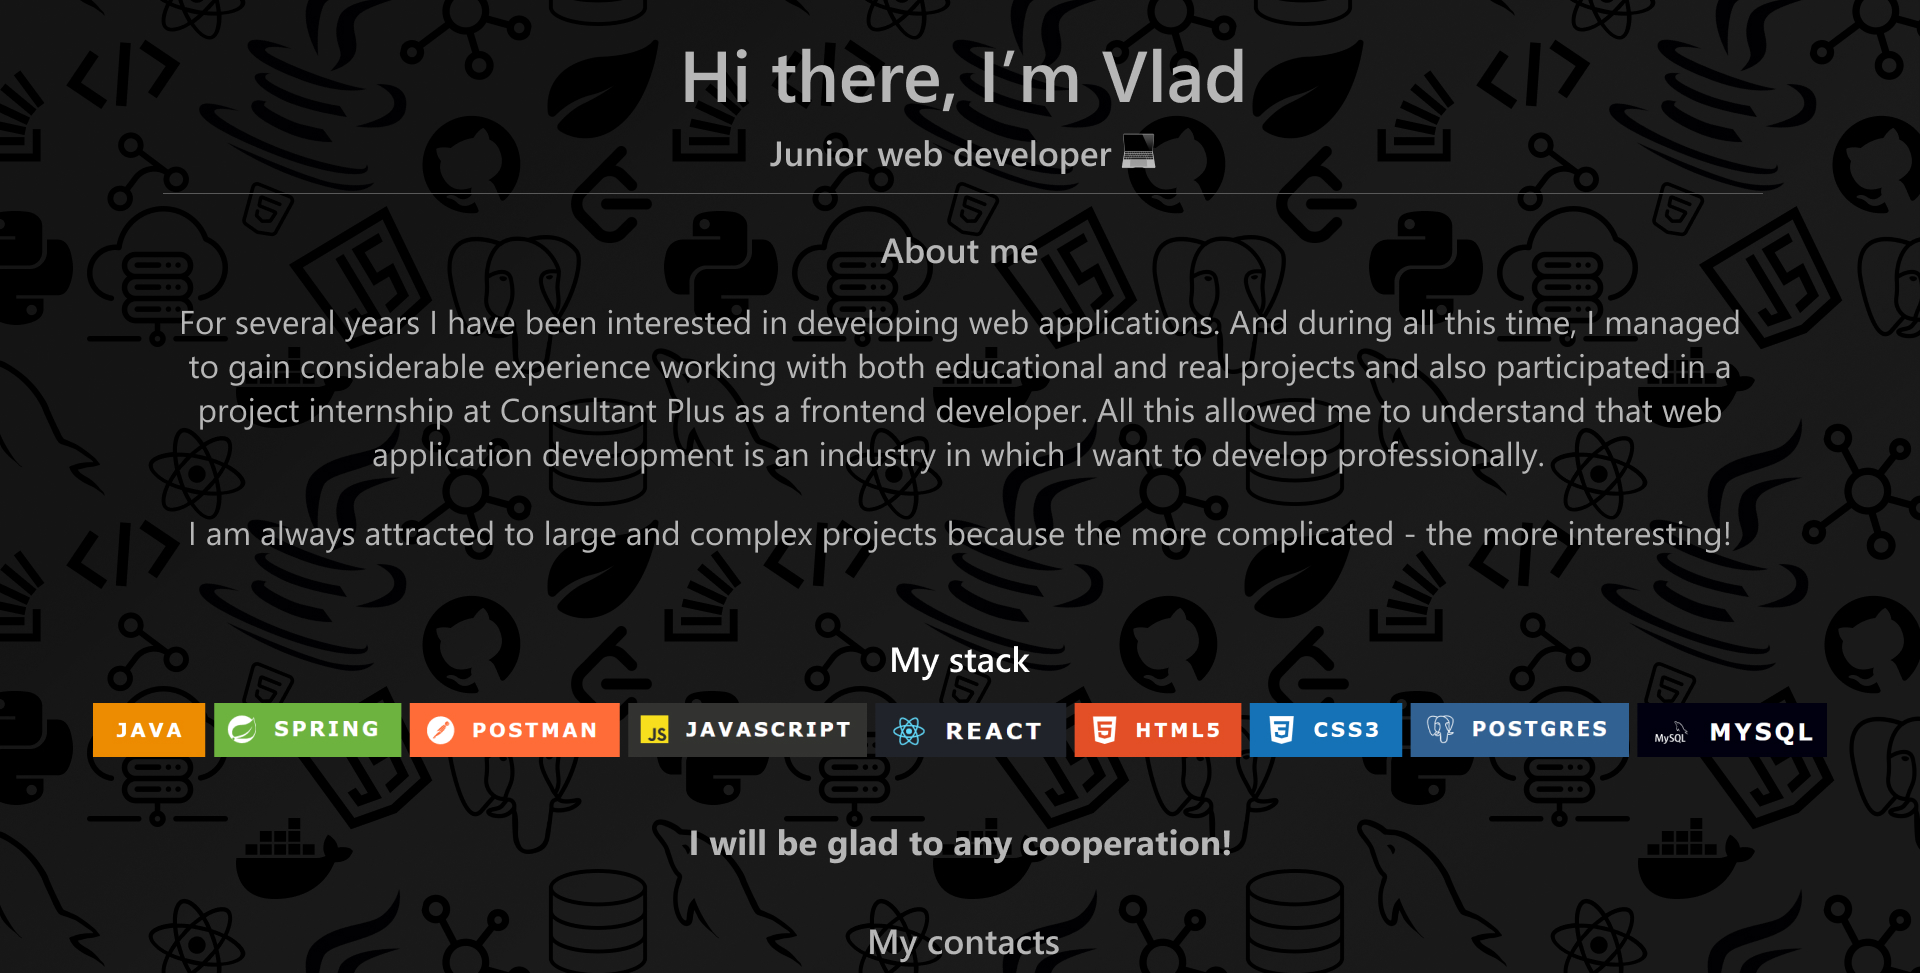 Hi there, I’m Vlad
Junior web developer
About me
For several years I have been interested in developing web applications. And during all this time, I managed
to gain considerable experience working with both educational and real projects and also participated in a
project internship at Consultant Plus as a frontend developer. All this allowed me to understand that web
application development is an industry in which I want to develop professionally.
I am always attracted to large and complex projects because the more complicated - the more interesting!
My stack
JAVA
SPRING
POSTMAN
JS JAVASCRIPT
REACT
5 HTML5
3 CSS3
POSTGRES
MySQL MYSQL
I will be glad to any cooperation!
My contacts